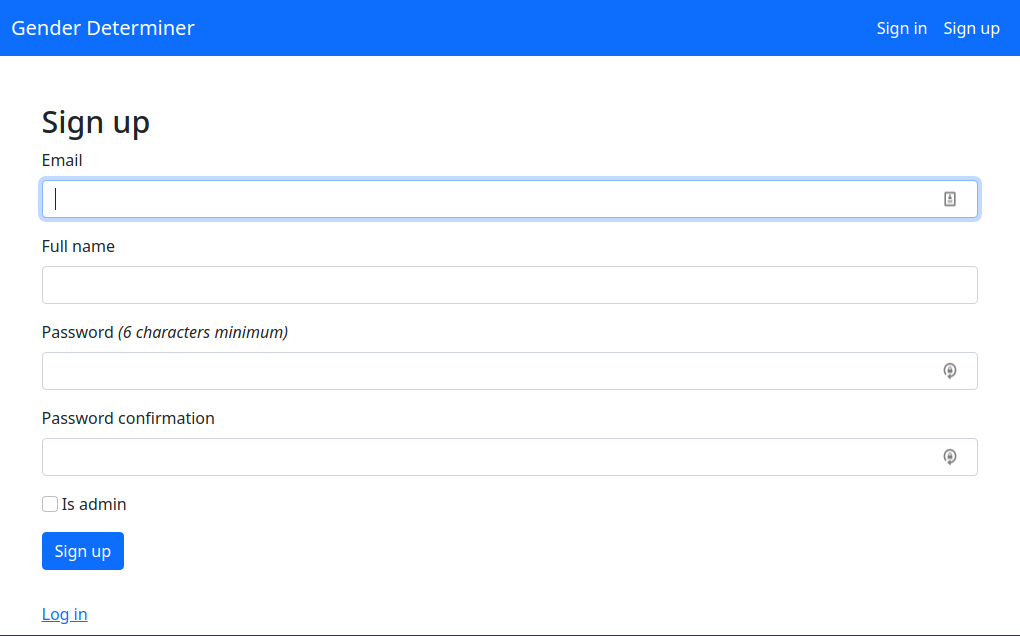 Gender Determiner Sign in Sign up
Sign up
Email
Full name
Password (6 characters minimum)
Password confirmation
Is admin
Sign up
Log in